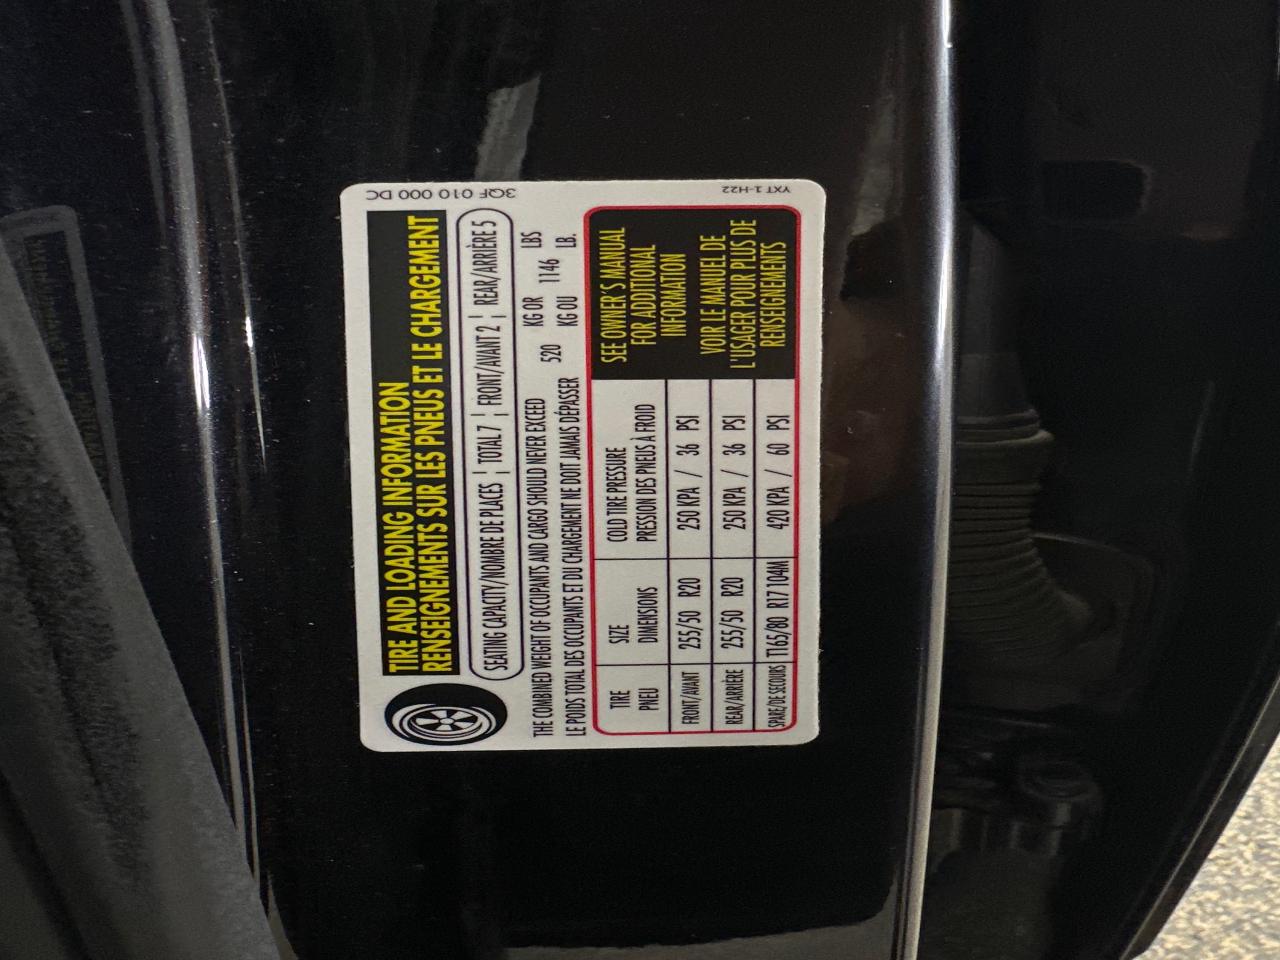 3QF 010 000 DC
YXT 1-H22
TIRE AND LOADING INFORMATION
RENSEIGNEMENTS SUR LES PNEUS ET LE CHARGEMENT
SEATING CAPACITY/NOMBRE DE PLACES | TOTAL 7 | FRONT/AVANT 2 | REAR/ARRIÈRE 5
THE COMBINED WEIGHT OF OCCUPANTS AND CARGO SHOULD NEVER EXCEED 520 KG OR 1146 LBS
LE POIDS TOTAL DES OCCUPANTS ET DU CHARGEMENT NE DOIT JAMAIS DÉPASSER KG OU LB.
TIRE SIZE COLD TIRE PRESSURE
PNEU DIMENSIONS PRESSION DES PNEUS À FROID
FRONT/AVANT 255/50 R20 250 KPA / 36 PSI
REAR/ARRIÈRE 255/50 R20 250 KPA / 36 PSI
SPARE/DE SECOURS T165/80 R17 104M 420 KPA / 60 PSI
SEE OWNER'S MANUAL
FOR ADDITIONAL
INFORMATION
VOIR LE MANUEL DE
L'USAGER POUR PLUS DE
RENSEIGNEMENTS